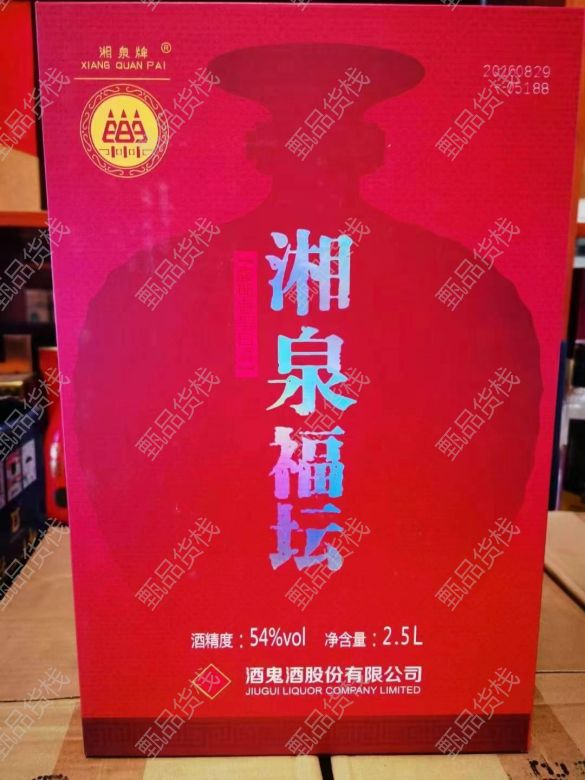 湘泉牌®
XIANG QUAN PAI
湘泉福坛
酒精度：54%vol 净含量：2.5L
酒鬼酒股份有限公司
JIUGUI LIQUOR COMPANY LIMITED
甄品货栈